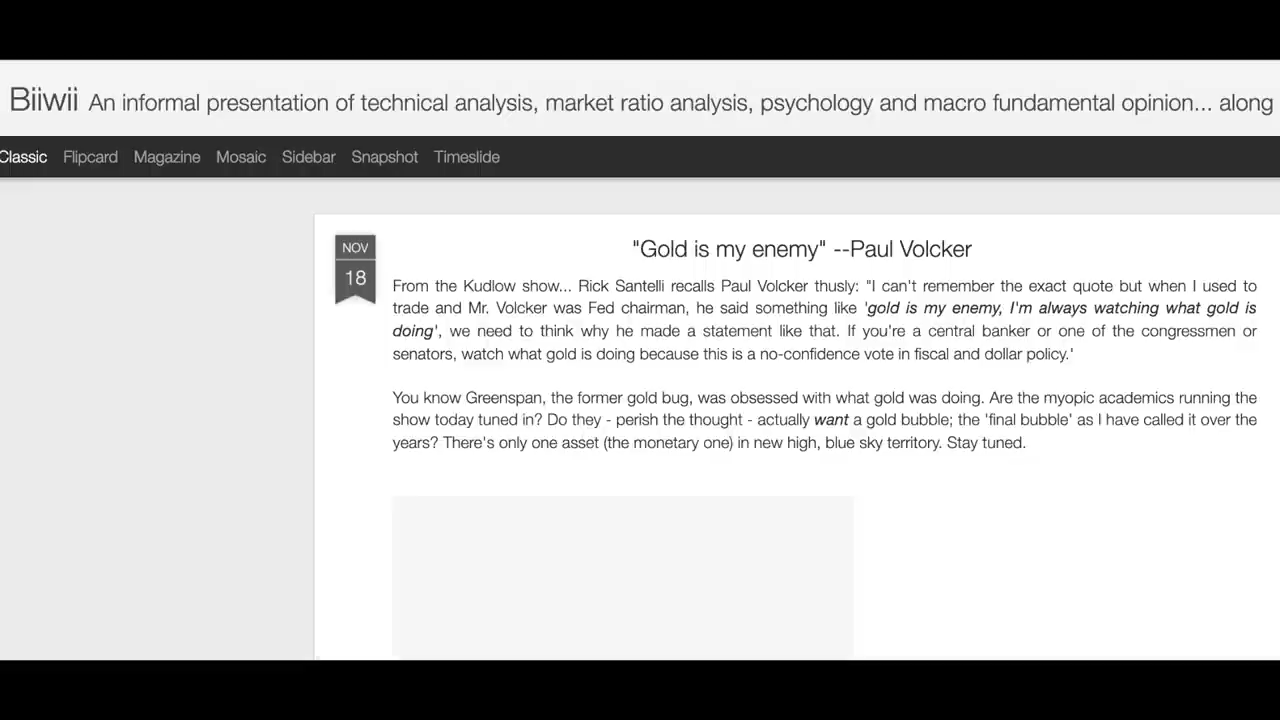 Biiwii An informal presentation of technical analysis, market ratio analysis, psychology and macro fundamental opinion... along
Classic Flipcard Magazine Mosaic Sidebar Snapshot Timeslide
NOV
18
"Gold is my enemy" --Paul Volcker
From the Kudlow show... Rick Santelli recalls Paul Volcker thusly: "I can't remember the exact quote but when I used to
trade and Mr. Volcker was Fed chairman, he said something like 'gold is my enemy, I'm always watching what gold is
doing', we need to think why he made a statement like that. If you're a central banker or one of the congressmen or
senators, watch what gold is doing because this is a no-confidence vote in fiscal and dollar policy.'
You know Greenspan, the former gold bug, was obsessed with what gold was doing. Are the myopic academics running the
show today tuned in? Do they - perish the thought - actually want a gold bubble; the 'final bubble' as I have called it over the
years? There's only one asset (the monetary one) in new high, blue sky territory. Stay tuned.